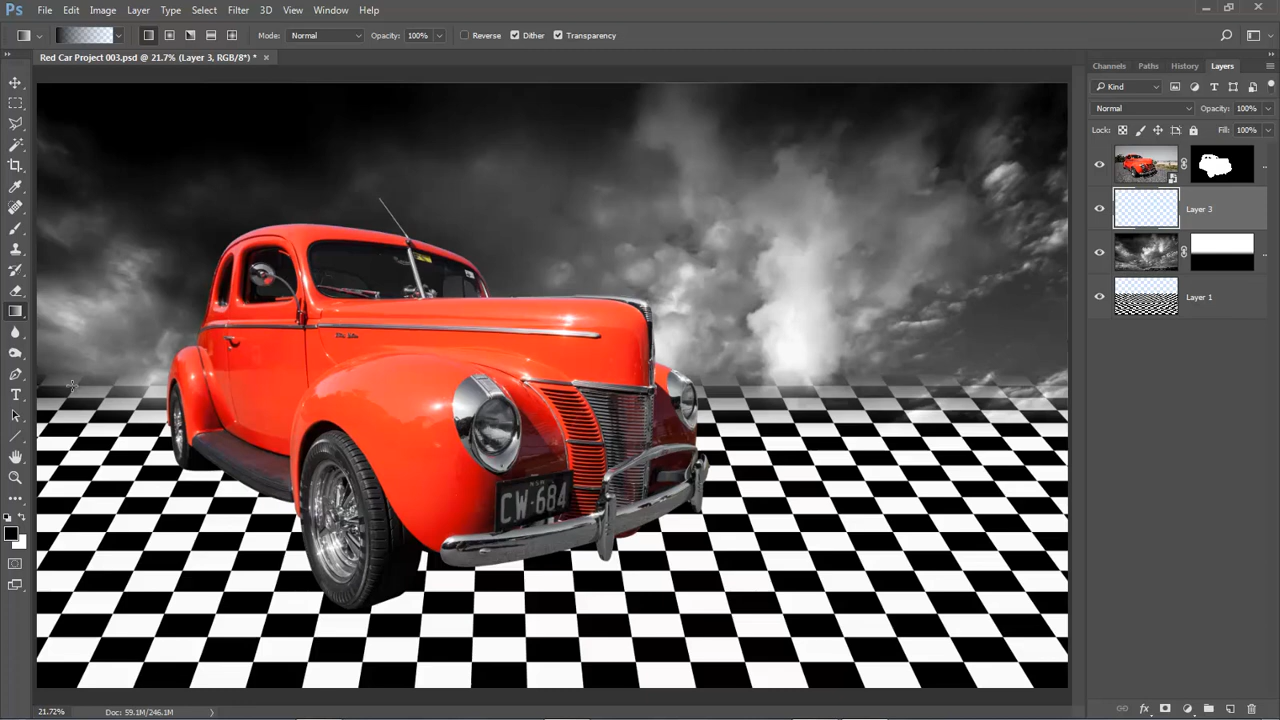 Ps File Edit Image Layer Type Select Filter 3D View Window Help
Mode: Normal Opacity: 100% Reverse Dither Transparency
Red Car Project 003.psd @ 21.7% (Layer 3, RGB/8*) * ×
Channels Paths History Layers
Kind
Normal Opacity: 100%
Lock: Fill: 100%
Layer 3
Layer 1
CW-684
21.72% Doc: 59.1M/246.1M